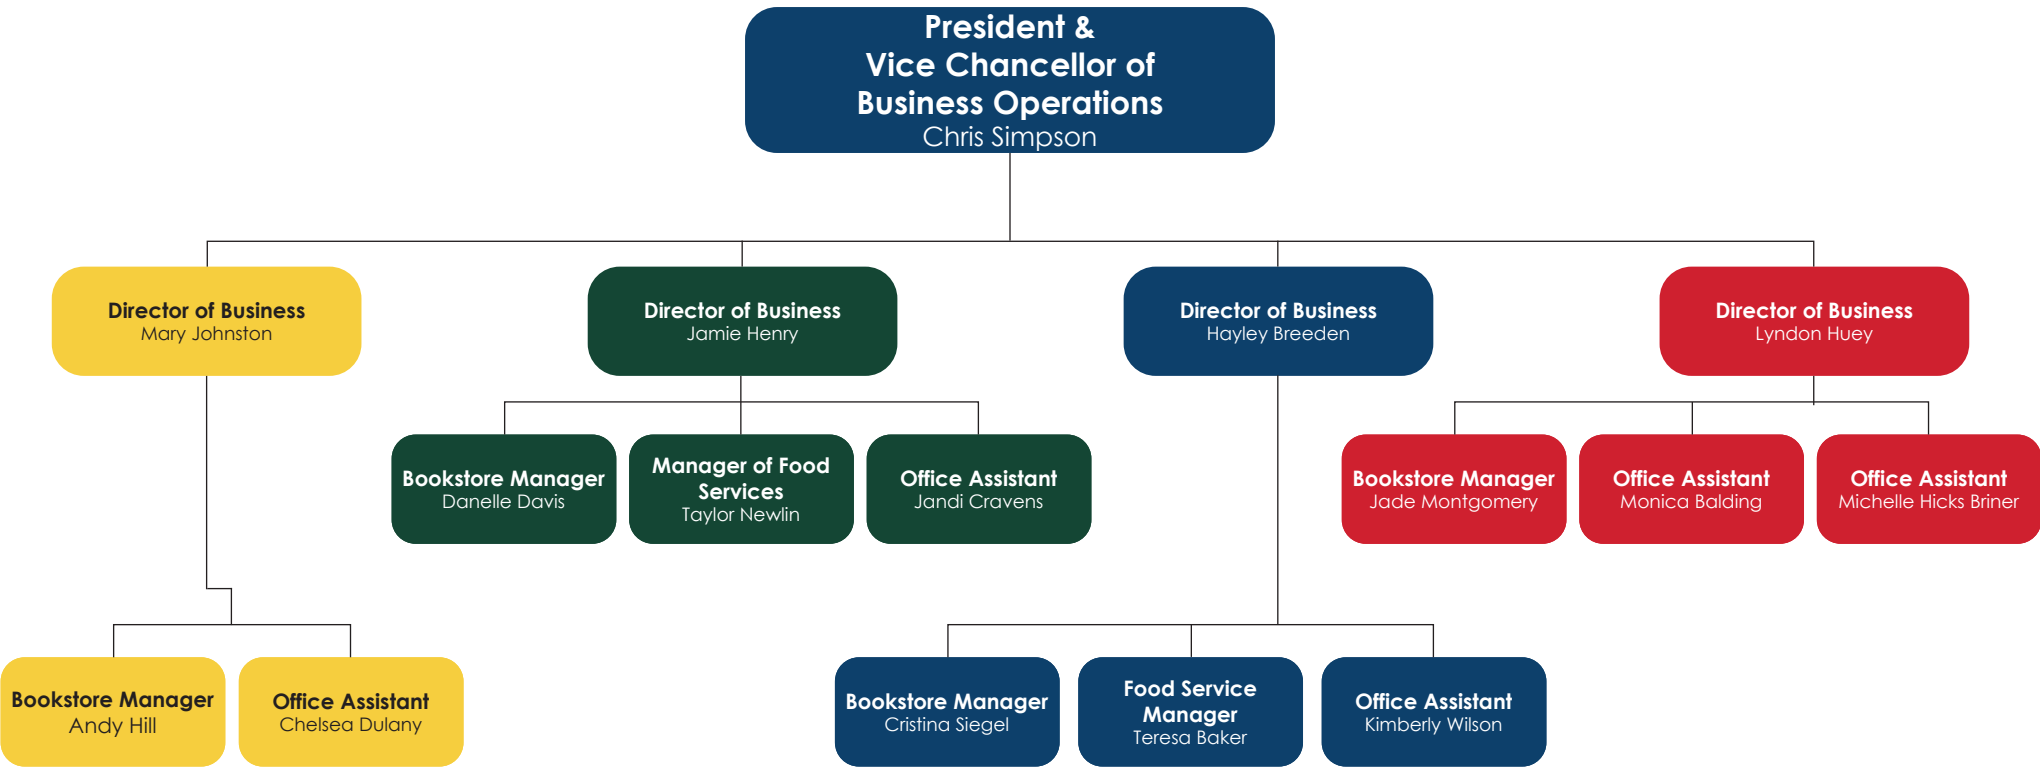 President &
Vice Chancellor of
Business Operations
Chris Simpson
Director of Business
Mary Johnston
Director of Business
Jamie Henry
Director of Business
Hayley Breeden
Director of Business
Lyndon Huey
Bookstore Manager
Danelle Davis
Manager of Food
Services
Taylor Newlin
Office Assistant
Jandi Cravens
Bookstore Manager
Jade Montgomery
Office Assistant
Monica Balding
Office Assistant
Michelle Hicks Briner
Bookstore Manager
Andy Hill
Office Assistant
Chelsea Dulany
Bookstore Manager
Cristina Siegel
Food Service
Manager
Teresa Baker
Office Assistant
Kimberly Wilson